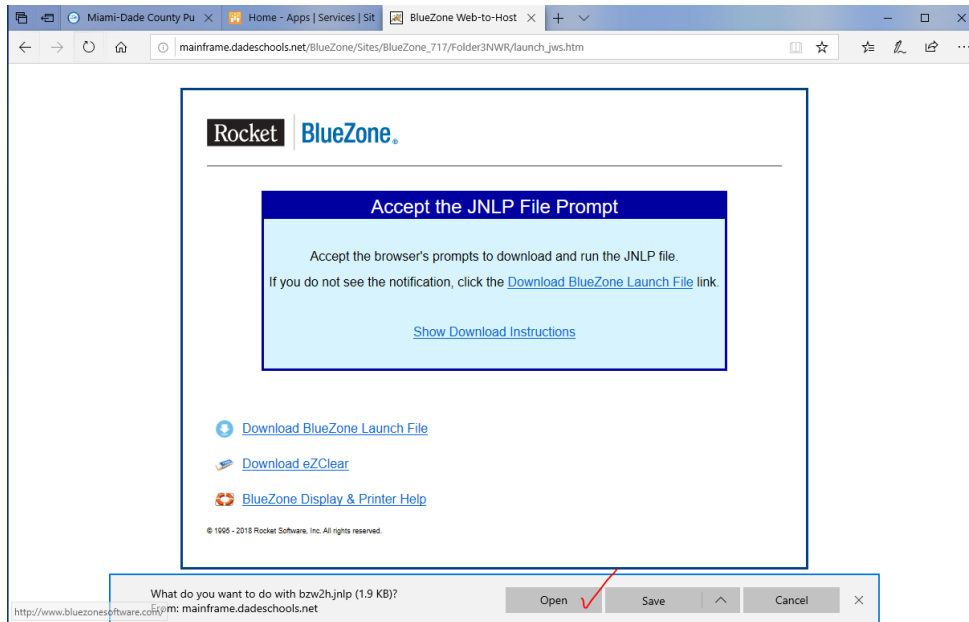 Miami-Dade County Pu
Home - Apps | Services | Sit
BlueZone Web-to-Host
mainframe.dadeschools.net/BlueZone/Sites/BlueZone_717/Folder3NWR/launch_jws.htm
Rocket BlueZone®
Accept the JNLP File Prompt
Accept the browser's prompts to download and run the JNLP file.
If you do not see the notification, click the Download BlueZone Launch File link.
Show Download Instructions
Download BlueZone Launch File
Download eZClear
BlueZone Display & Printer Help
© 1995 - 2018 Rocket Software, Inc. All rights reserved.
What do you want to do with bzw2h.jnlp (1.9 KB)?
From: mainframe.dadeschools.net
Open
Save
Cancel
http://www.bluezonesoftware.com/